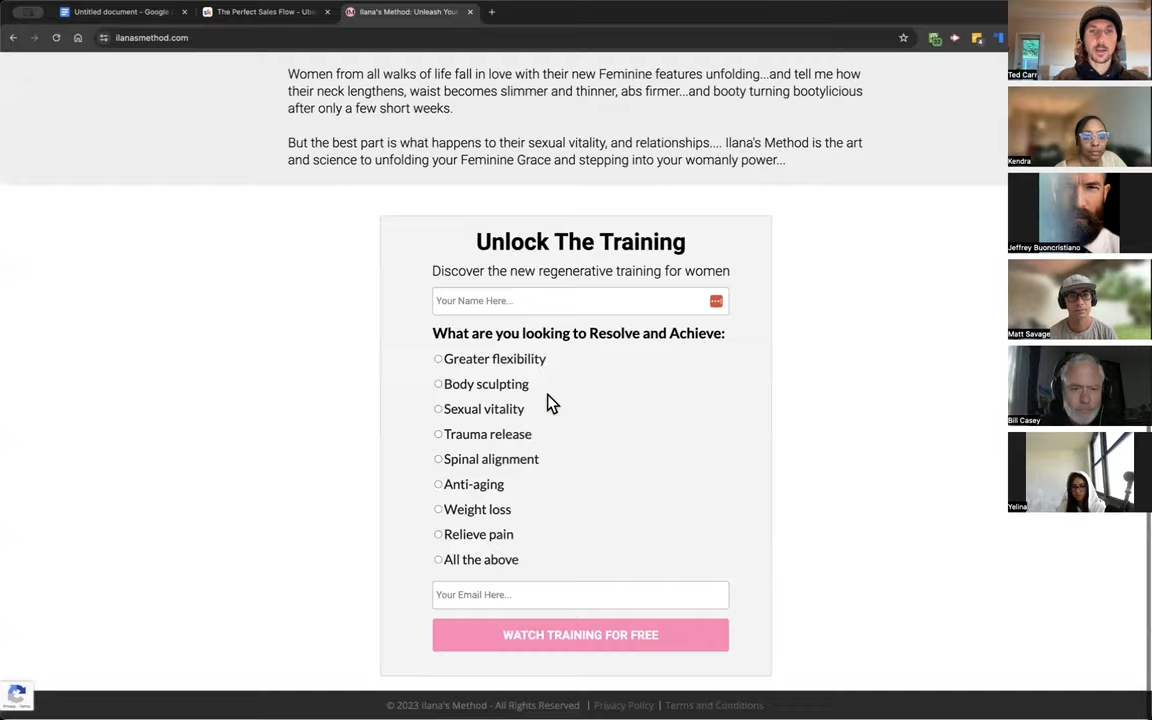 Untitled document - Google
The Perfect Sales Flow - Ube
Ilana's Method: Unleash You
ilanasmethod.com
Women from all walks of life fall in love with their new Feminine features unfolding...and tell me how
their neck lengthens, waist becomes slimmer and thinner, abs firmer...and booty turning bootylicious
after only a few short weeks.
But the best part is what happens to their sexual vitality, and relationships.... Ilana's Method is the art
and science to unfolding your Feminine Grace and stepping into your womanly power...
Unlock The Training
Discover the new regenerative training for women
Your Name Here...
What are you looking to Resolve and Achieve:
Greater flexibility
Body sculpting
Sexual vitality
Trauma release
Spinal alignment
Anti-aging
Weight loss
Relieve pain
All the above
Your Email Here...
WATCH TRAINING FOR FREE
© 2023 Ilana's Method - All Rights Reserved | Privacy Policy | Terms and Conditions
Privacy - Terms
Ted Carr
Kendra
Jeffrey Buoncristiano
Matt Savage
Bill Casey
Yelina